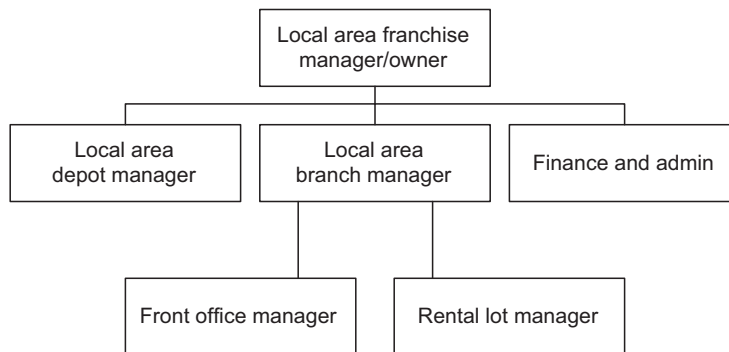 Local area franchise
manager/owner
Local area
depot manager
Local area
branch manager
Finance and admin
Front office manager
Rental lot manager